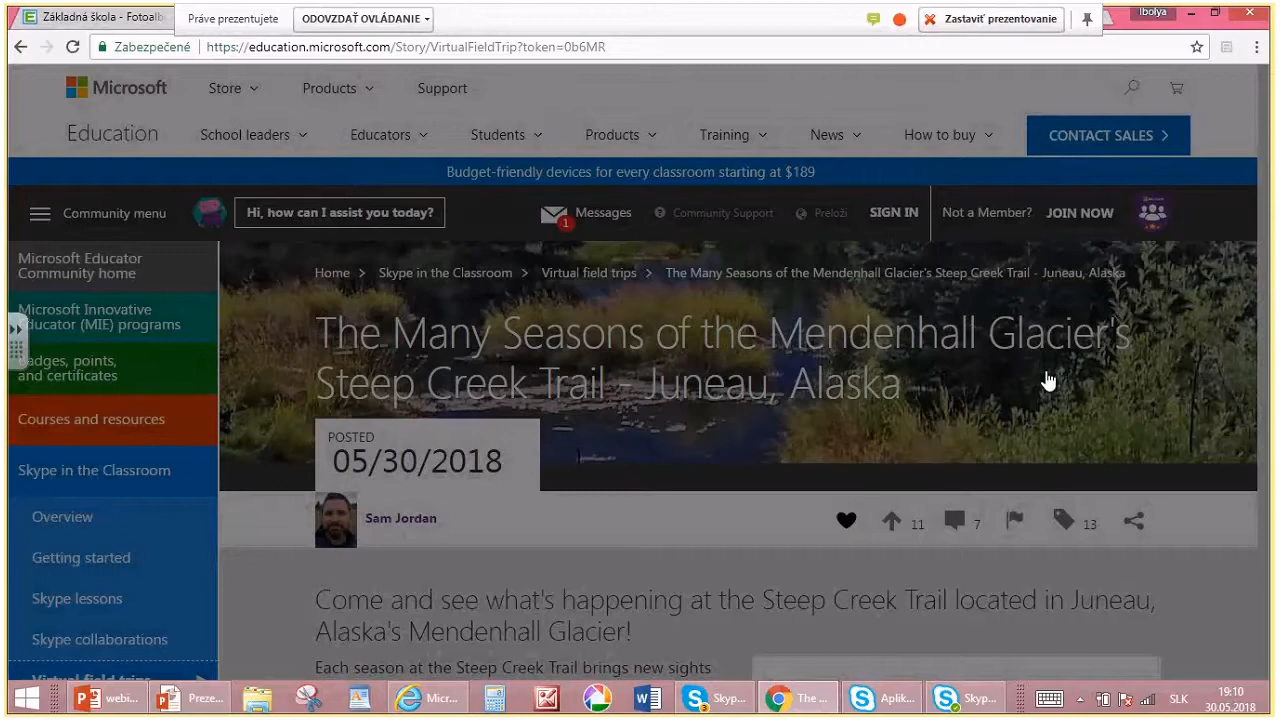 Základná škola - Fotoalb
Práve prezentujete
ODOVZDAŤ OVLÁDANIE
Zastaviť prezentovanie
Ibolya
Zabezpečené
https://education.microsoft.com/Story/VirtualFieldTrip?token=0b6MR
Microsoft
Store
Products
Support
Education
School leaders
Educators
Students
Products
Training
News
How to buy
CONTACT SALES
Budget-friendly devices for every classroom starting at $189
Community menu
Hi, how can I assist you today?
1
Messages
Community Support
Preloži
SIGN IN
Not a Member?
JOIN NOW
Microsoft Educator
Community home
Microsoft Innovative
Educator (MIE) programs
Badges, points,
and certificates
Courses and resources
Skype in the Classroom
Overview
Getting started
Skype lessons
Skype collaborations
Virtual field trips
Home > Skype in the Classroom > Virtual field trips > The Many Seasons of the Mendenhall Glacier's Steep Creek Trail - Juneau, Alaska
The Many Seasons of the Mendenhall Glacier's
Steep Creek Trail - Juneau, Alaska
POSTED
05/30/2018
Sam Jordan
11
7
13
Come and see what's happening at the Steep Creek Trail located in Juneau,
Alaska's Mendenhall Glacier!
Each season at the Steep Creek Trail brings new sights
webi...
Preze...
Micr...
Skyp...
The ...
Aplik...
Skyp...
SLK
19:10
30.05.2018